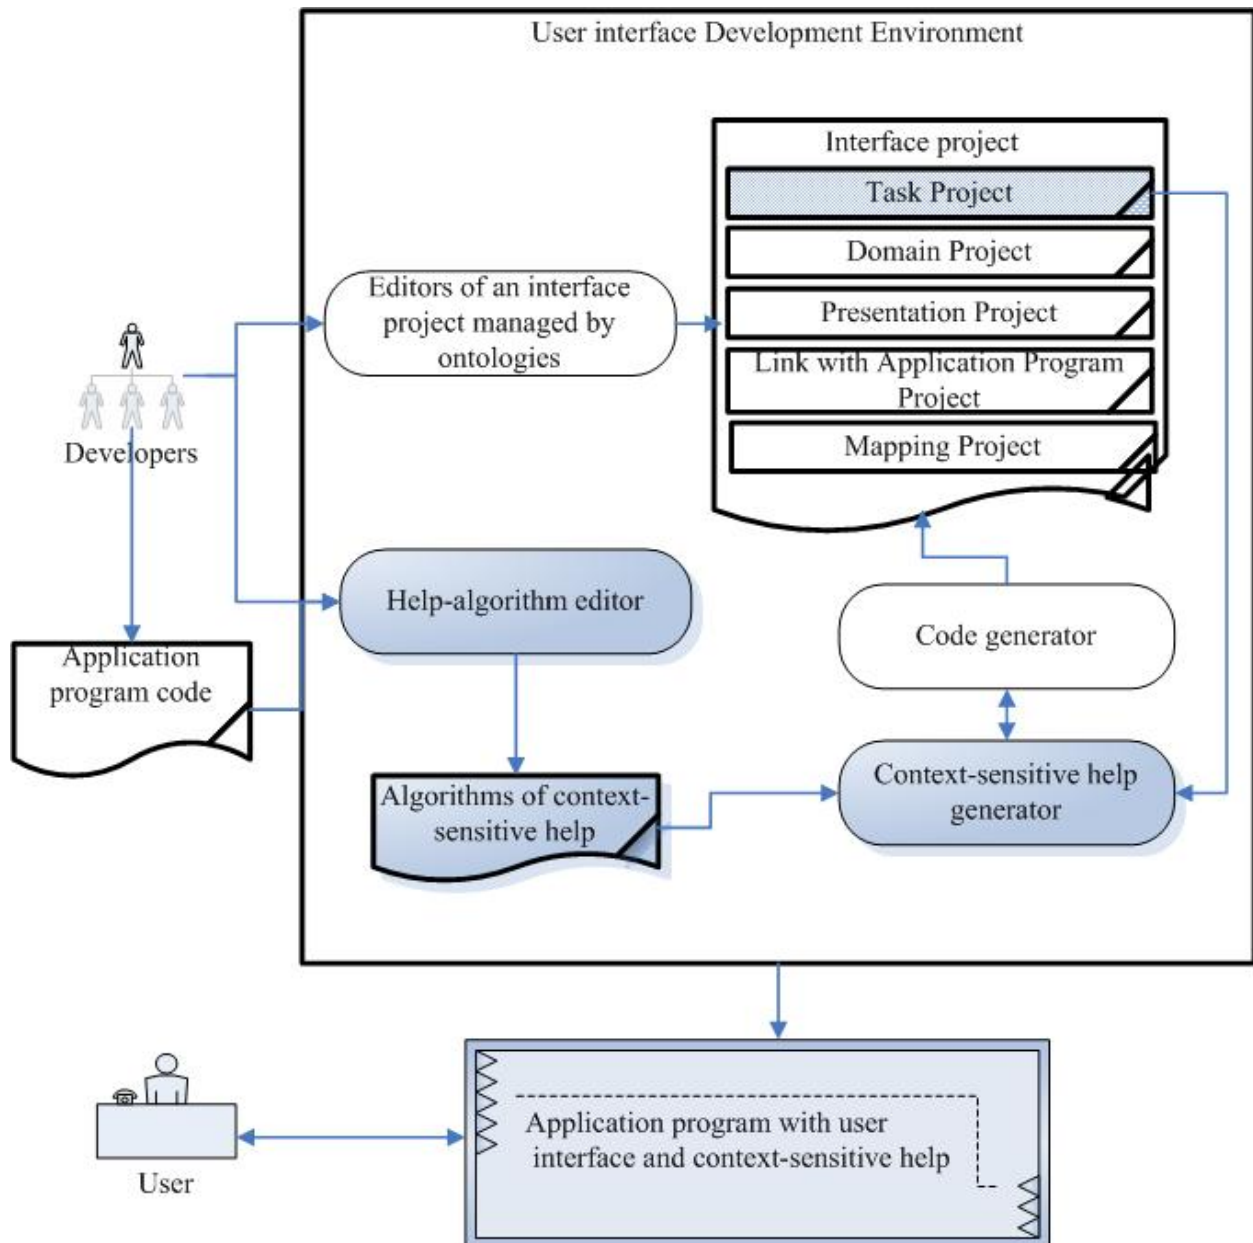 User interface Development Environment
Interface project
Task Project
Domain Project
Presentation Project
Link with Application Program
Project
Mapping Project
Editors of an interface
project managed by
ontologies
Developers
Help-algorithm editor
Code generator
Application
program code
Context-sensitive help
generator
Algorithms of context-
sensitive help
Application program with user
interface and context-sensitive help
User